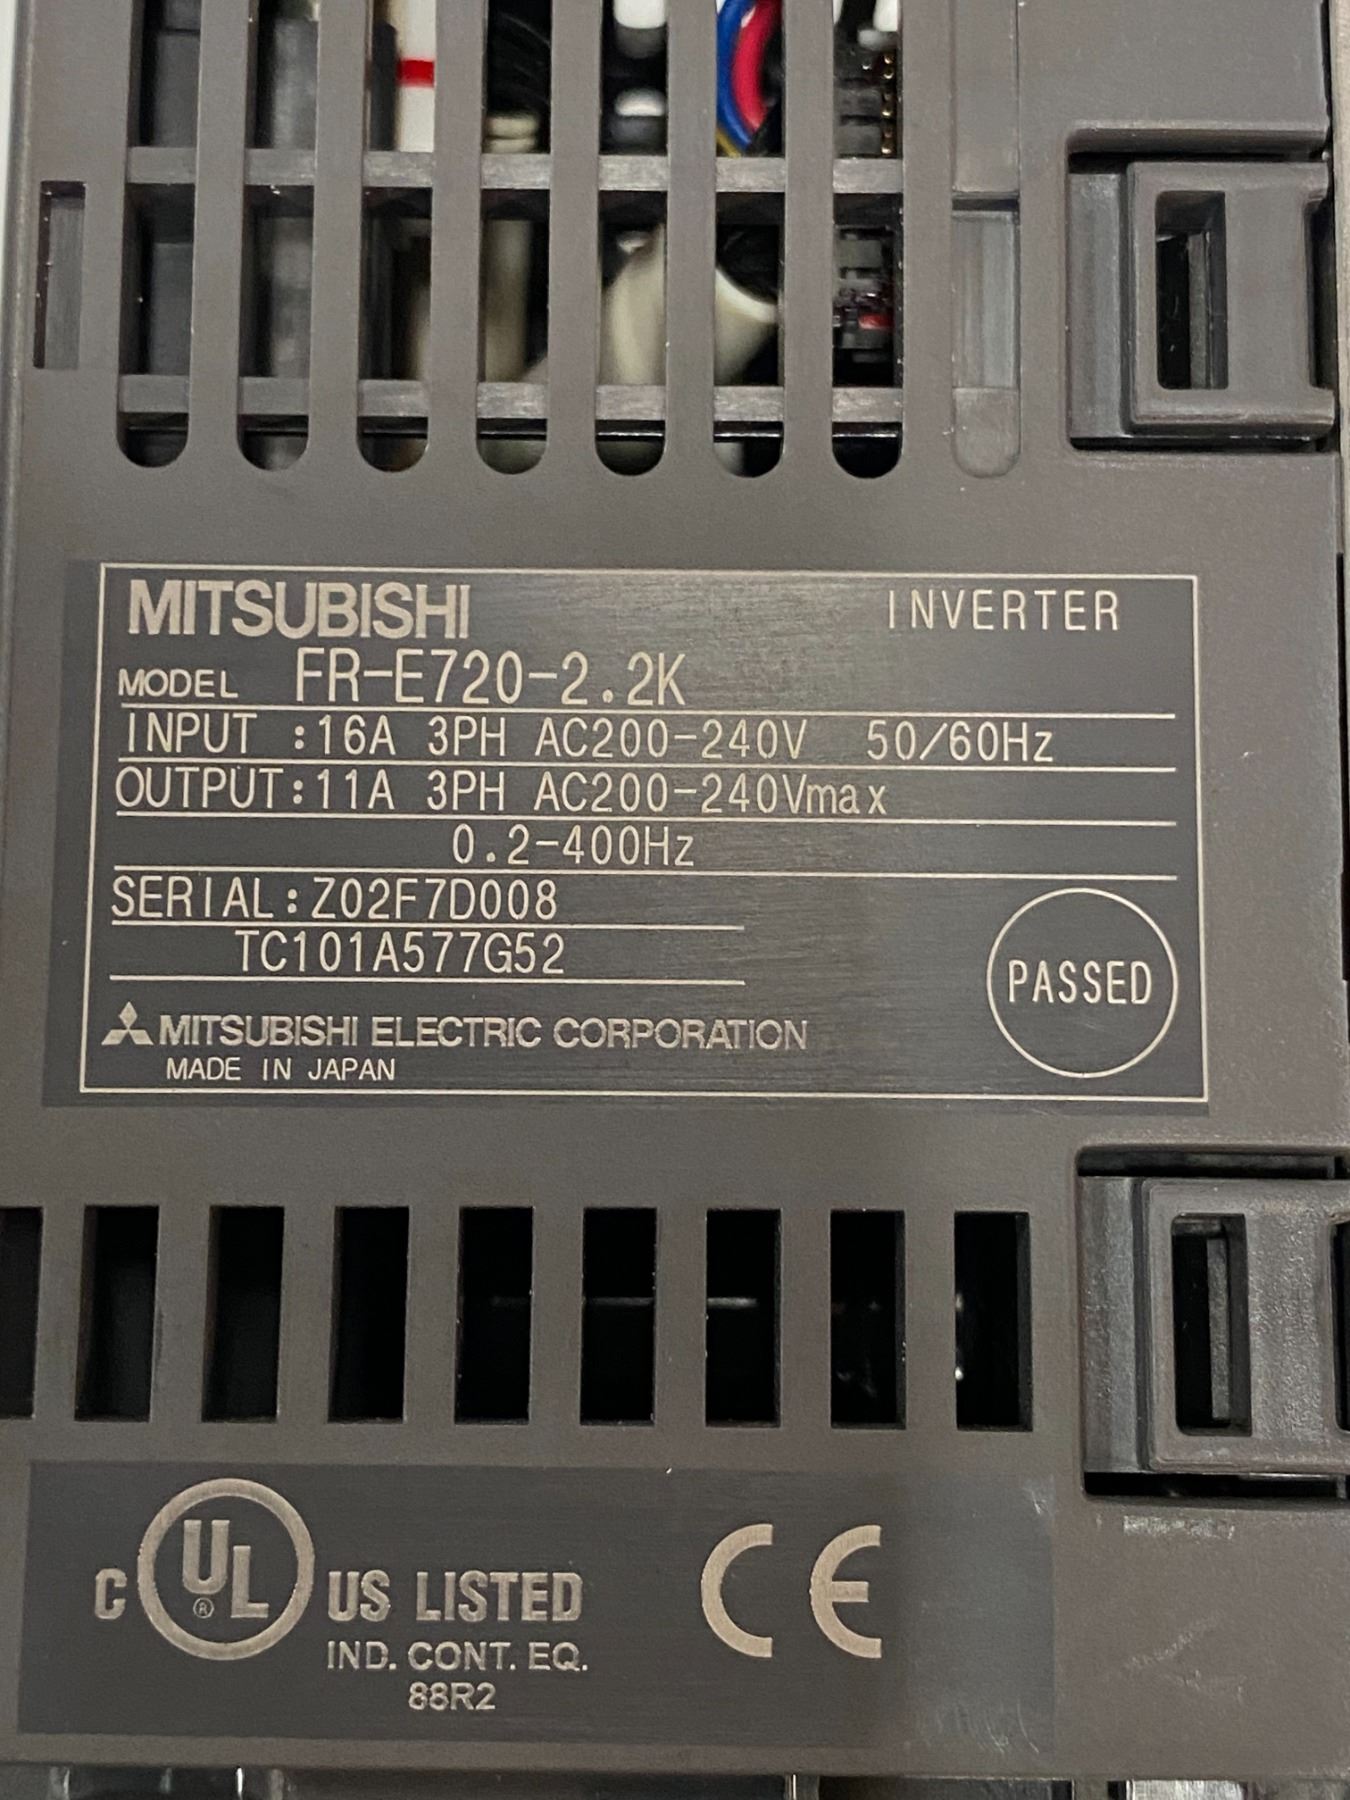 MITSUBISHI INVERTER
MODEL FR-E720-2.2K
INPUT :16A 3PH AC200-240V 50/60Hz
OUTPUT:11A 3PH AC200-240Vmax
0.2-400Hz
SERIAL:Z02F7D008
TC101A577G52
PASSED
MITSUBISHI ELECTRIC CORPORATION
MADE IN JAPAN
C UL ® US LISTED
IND. CONT. EQ.
88R2
CE